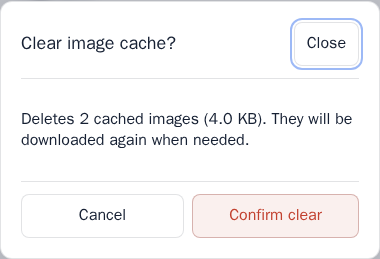 Clear image cache?
Close
Deletes 2 cached images (4.0 KB). They will be
downloaded again when needed.
Cancel
Confirm clear